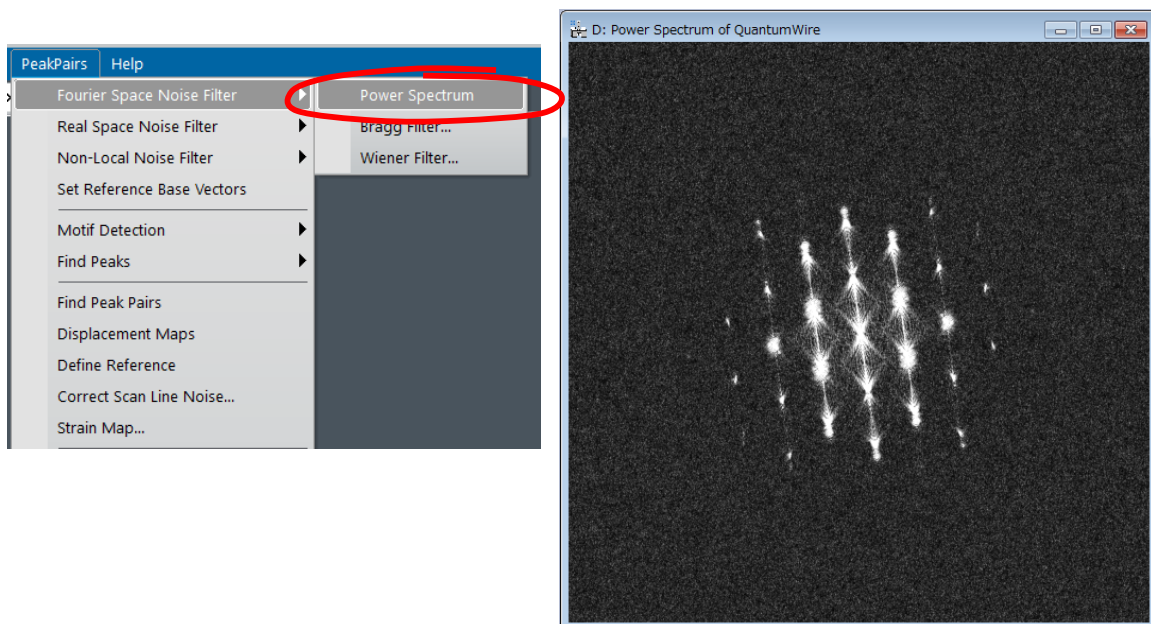 PeakPairs Help
Fourier Space Noise Filter
Real Space Noise Filter
Non-Local Noise Filter
Set Reference Base Vectors
Motif Detection
Find Peaks
Find Peak Pairs
Displacement Maps
Define Reference
Correct Scan Line Noise...
Strain Map...
Power Spectrum
Bragg Filter...
Wiener Filter...
D: Power Spectrum of QuantumWire